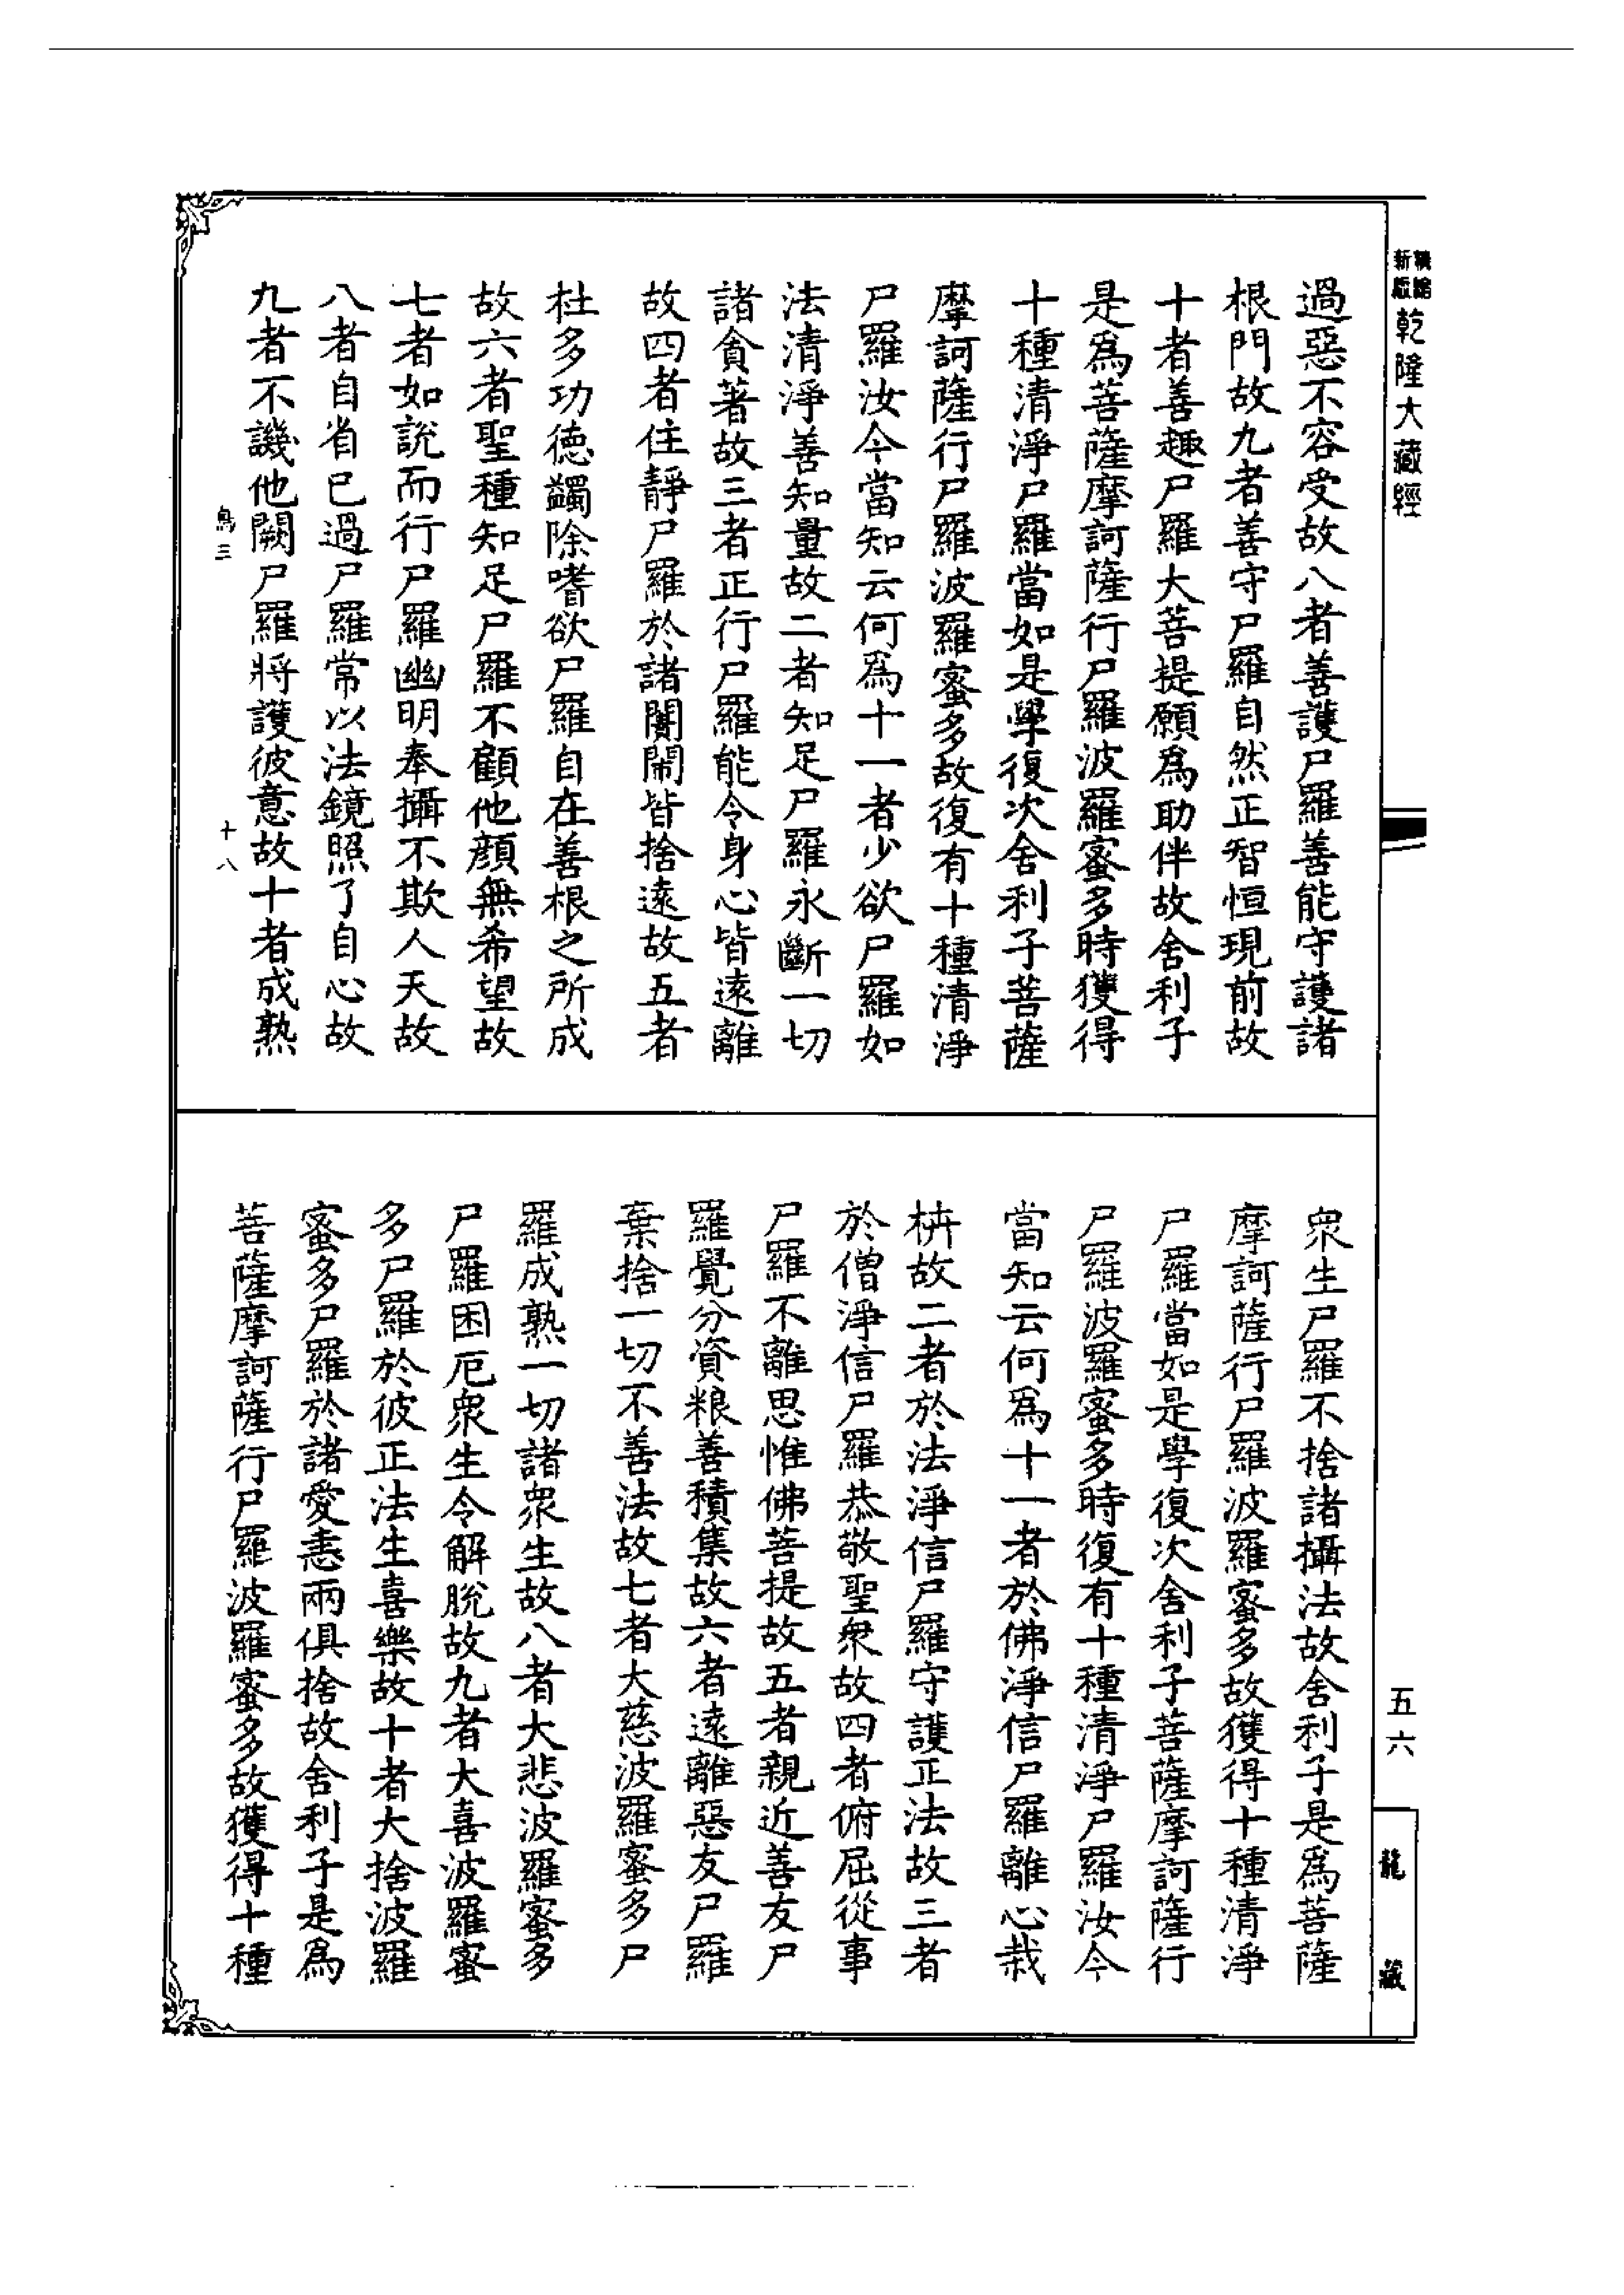 新版
精縮
乾隆大藏經
五六
龍藏
過惡不容受故八者善護尸羅善能守護諸
根門故九者善守尸羅自然正智恒現前故
十者善趣尸羅大菩提願爲助伴故舍利子
是爲菩薩摩訶薩行尸羅波羅蜜多時獲得
十種清淨尸羅當如是學復次舍利子菩薩
摩訶薩行尸羅波羅蜜多故復有十種清淨
尸羅汝今當知云何爲十一者少欲尸羅如
法清淨善知量故二者知足尸羅永斷一切
諸貪著故三者正行尸羅能令身心皆遠離
故四者住靜尸羅於諸闤鬧皆捨遠故五者
杜多功德蠲除嗜欲尸羅自在善根之所成
故六者聖種知足尸羅不顧他顏無希望故
七者如說而行尸羅幽明奉攝不欺人天故
八者自省已過尸羅常以法鏡照了自心故
九者不譏他闕尸羅將護彼意故十者成熟
鳥三
十八
衆生尸羅不捨諸攝法故舍利子是爲菩薩
摩訶薩行尸羅波羅蜜多故獲得十種清淨
尸羅當如是學復次舍利子菩薩摩訶薩行
尸羅波羅蜜多時復有十種清淨尸羅汝今
當知云何爲十一者於佛淨信尸羅離心栽
枿故二者於法淨信尸羅守護正法故三者
於僧淨信尸羅恭敬聖衆故四者俯屈從事
尸羅不離思惟佛菩提故五者親近善友尸
羅覺分資糧善積集故六者遠離惡友尸羅
棄捨一切不善法故七者大慈波羅蜜多尸
羅成熟一切諸衆生故八者大悲波羅蜜多
尸羅困厄衆生令解脫故九者大喜波羅蜜
多尸羅於彼正法生喜樂故十者大捨波羅
蜜多尸羅於諸愛恚兩俱捨故舍利子是爲
菩薩摩訶薩行尸羅波羅蜜多故獲得十種